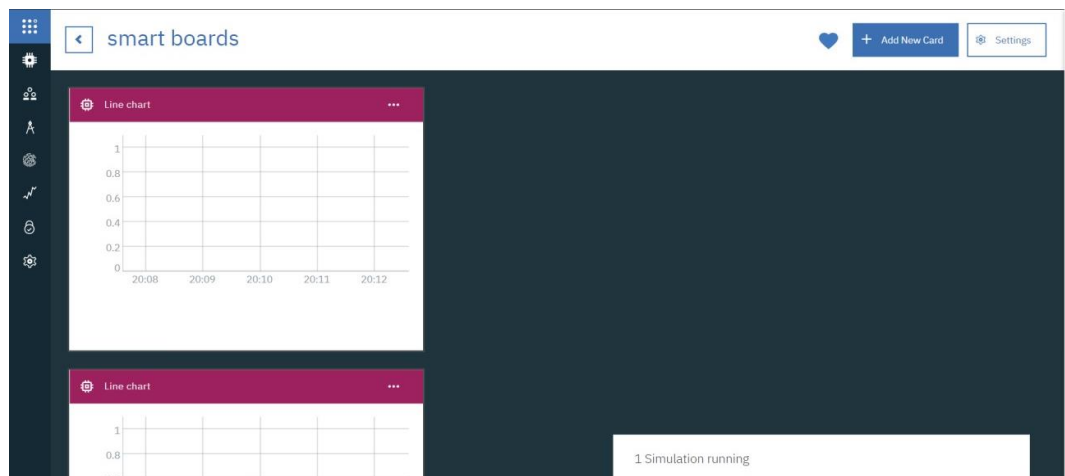 smart boards
+ Add New Card
Settings
Line chart
...
1
0.8
0.6
0.4
0.2
0
20:08 20:09 20:10 20:11 20:12
Line chart
...
1
0.8
1 Simulation running